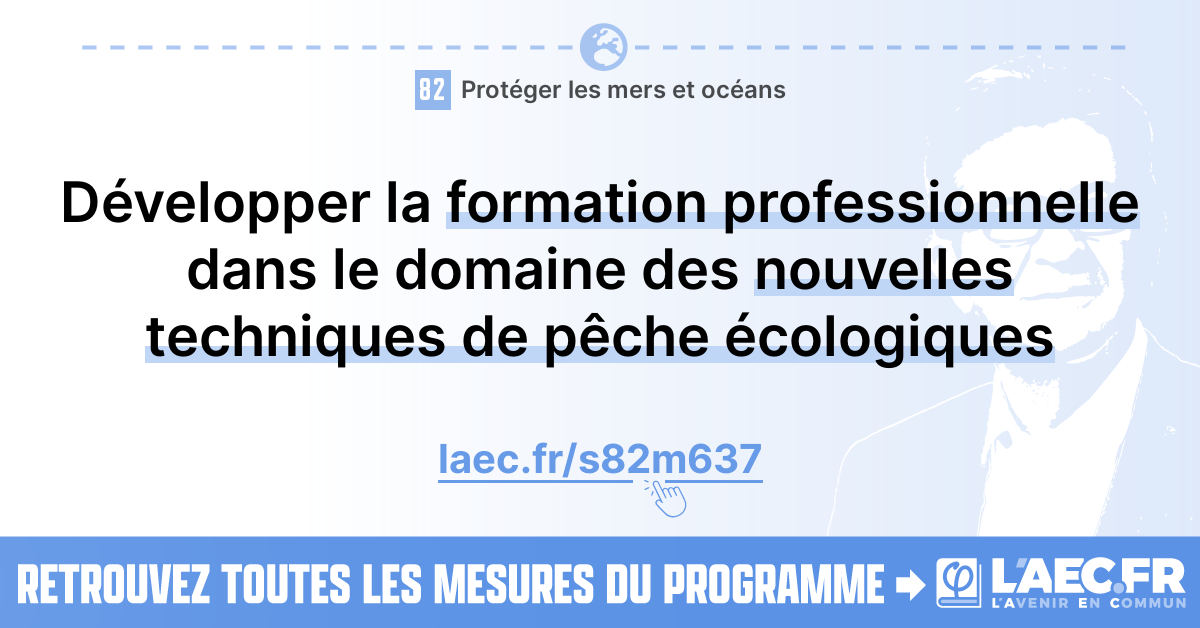 82 Protéger les mers et océans
Développer la formation professionnelle
dans le domaine des nouvelles
techniques de pêche écologiques
laec.fr/s82m637
RETROUVEZ TOUTES LES MESURES DU PROGRAMME
L'AEC.FR
L'AVENIR EN COMMUN